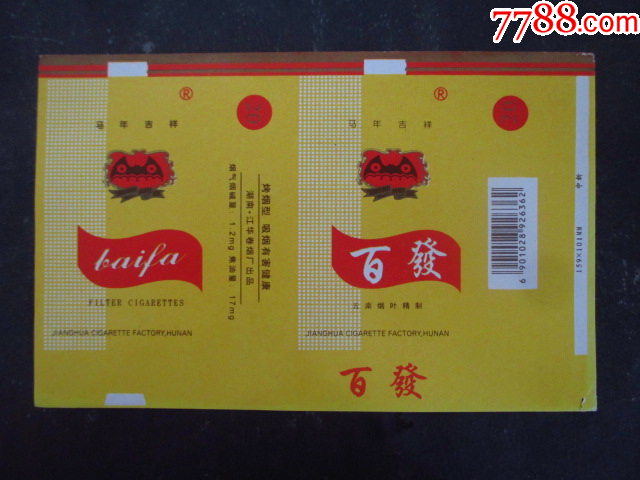 7788.com
®
马年吉祥
baifa
FILTER CIGARETTES
JIANGHUA CIGARETTE FACTORY,HUNAN
烤烟型 吸烟有害健康
湖南·江华卷烟厂出品
烟气烟碱量 1.2mg 焦油量 17mg
®
马年吉祥
百發
云南烟叶精制
JIANGHUA CIGARETTE FACTORY,HUNAN
百發
6 901028 926362
159×101MM